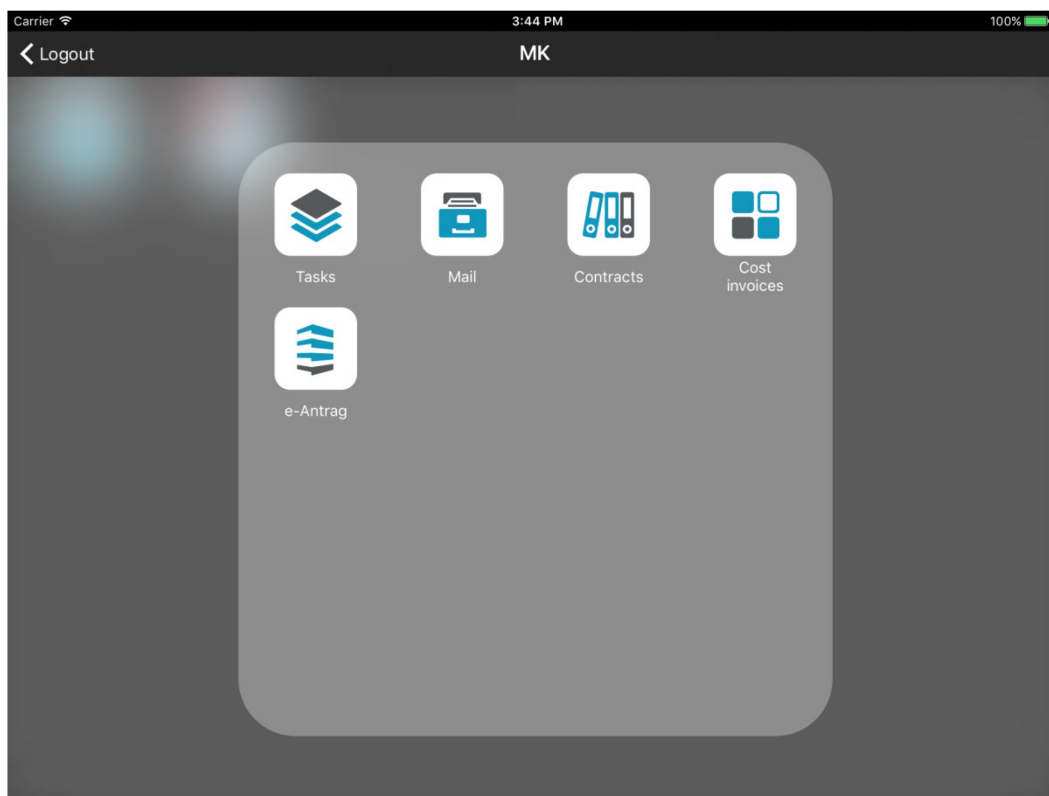 Carrier
3:44 PM
100%
Logout
MK
Tasks
Mail
Contracts
Cost
invoices
e-Antrag